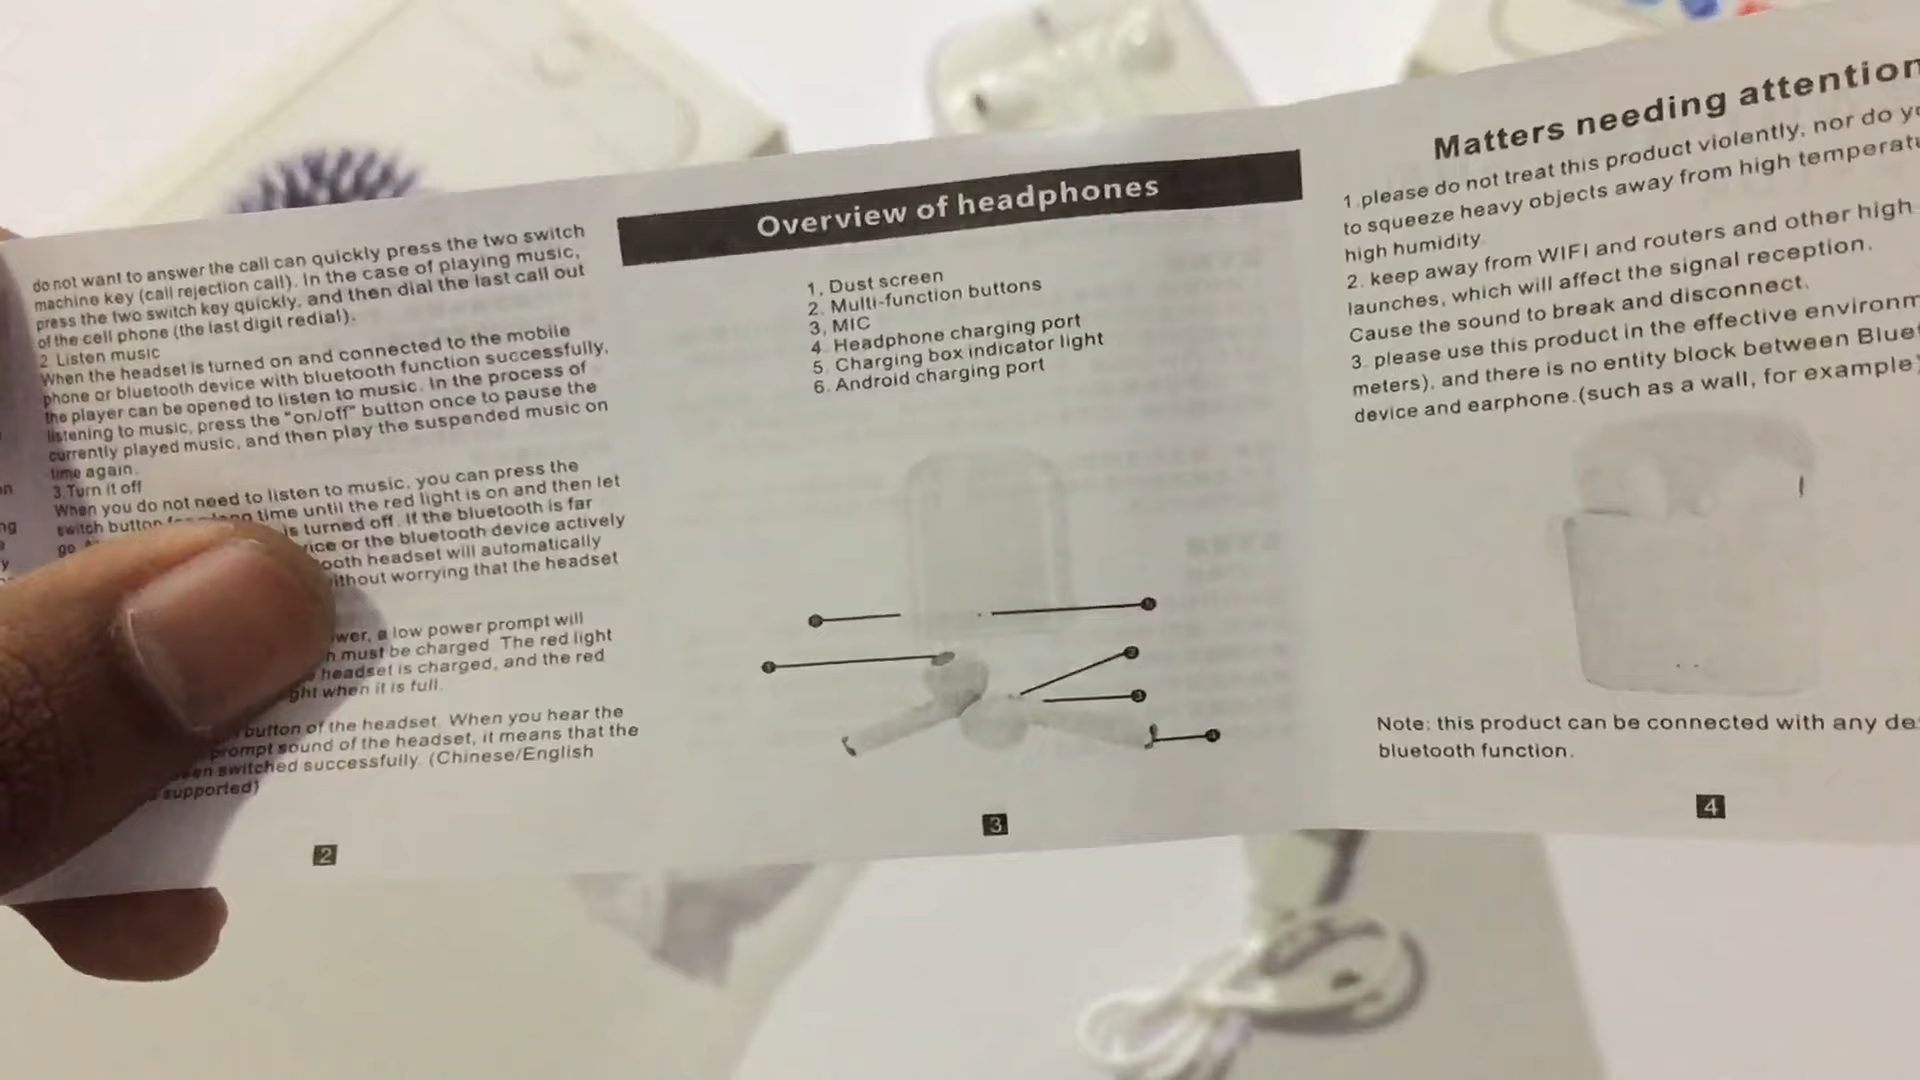 do not want to answer the call can quickly press the two switch
machine key (call rejection call). In the case of playing music,
press the two switch key quickly, and then dial the last call out
of the cell phone (the last digit redial).
2 Listen music
When the headset is turned on and connected to the mobile
phone or bluetooth device with bluetooth function successfully,
the player can be opened to listen to music. In the process of
listening to music, press the "on/off" button once to pause the
currently played music, and then play the suspended music on
time again.
3.Turn it off
When you do not need to listen to music, you can press the
switch button time until the red light is on and then let
go. is turned off. If the bluetooth is far
or the bluetooth device actively
headset will automatically
without worrying that the headset
a low power prompt will
must be charged. The red light
headset is charged, and the red
when it is full.
button of the headset. When you hear the
prompt sound of the headset, it means that the
switched successfully. (Chinese/English
supported)
2
Overview of headphones
1, Dust screen
2. Multi-function buttons
3, MIC
4. Headphone charging port
5. Charging box indicator light
6. Android charging port
1
2
3
4
3
Matters needing attention
1.please do not treat this product violently, nor do
to squeeze heavy objects away from high
high humidity.
2. keep away from WIFI and routers and other high
launches, which will affect the signal reception.
Cause the sound to break and disconnect.
3. please use this product in the effective
meters), and there is no entity block between
device and earphone.(such as a wall, for example
Note: this product can be connected with any
bluetooth function.
4